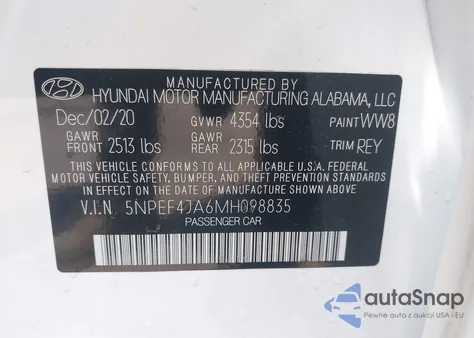 MANUFACTURED BY
HYUNDAI MOTOR MANUFACTURING ALABAMA, LLC
Dec/02/20 GVWR 4354 lbs PAINT WW8
GAWR FRONT 2513 lbs GAWR REAR 2315 lbs TRIM REY
THIS VEHICLE CONFORMS TO ALL APPLICABLE U.S. FEDERAL
MOTOR VEHICLE SAFETY, BUMPER, AND THEFT PREVENTION
STANDARDS IN EFFECT ON THE DATE OF MANUFACTURE SHOWN ABOVE.
V.I.N. 5NPEF4JA6MH098835
PASSENGER CAR
autoSnap
Pewne auta z USA i EU